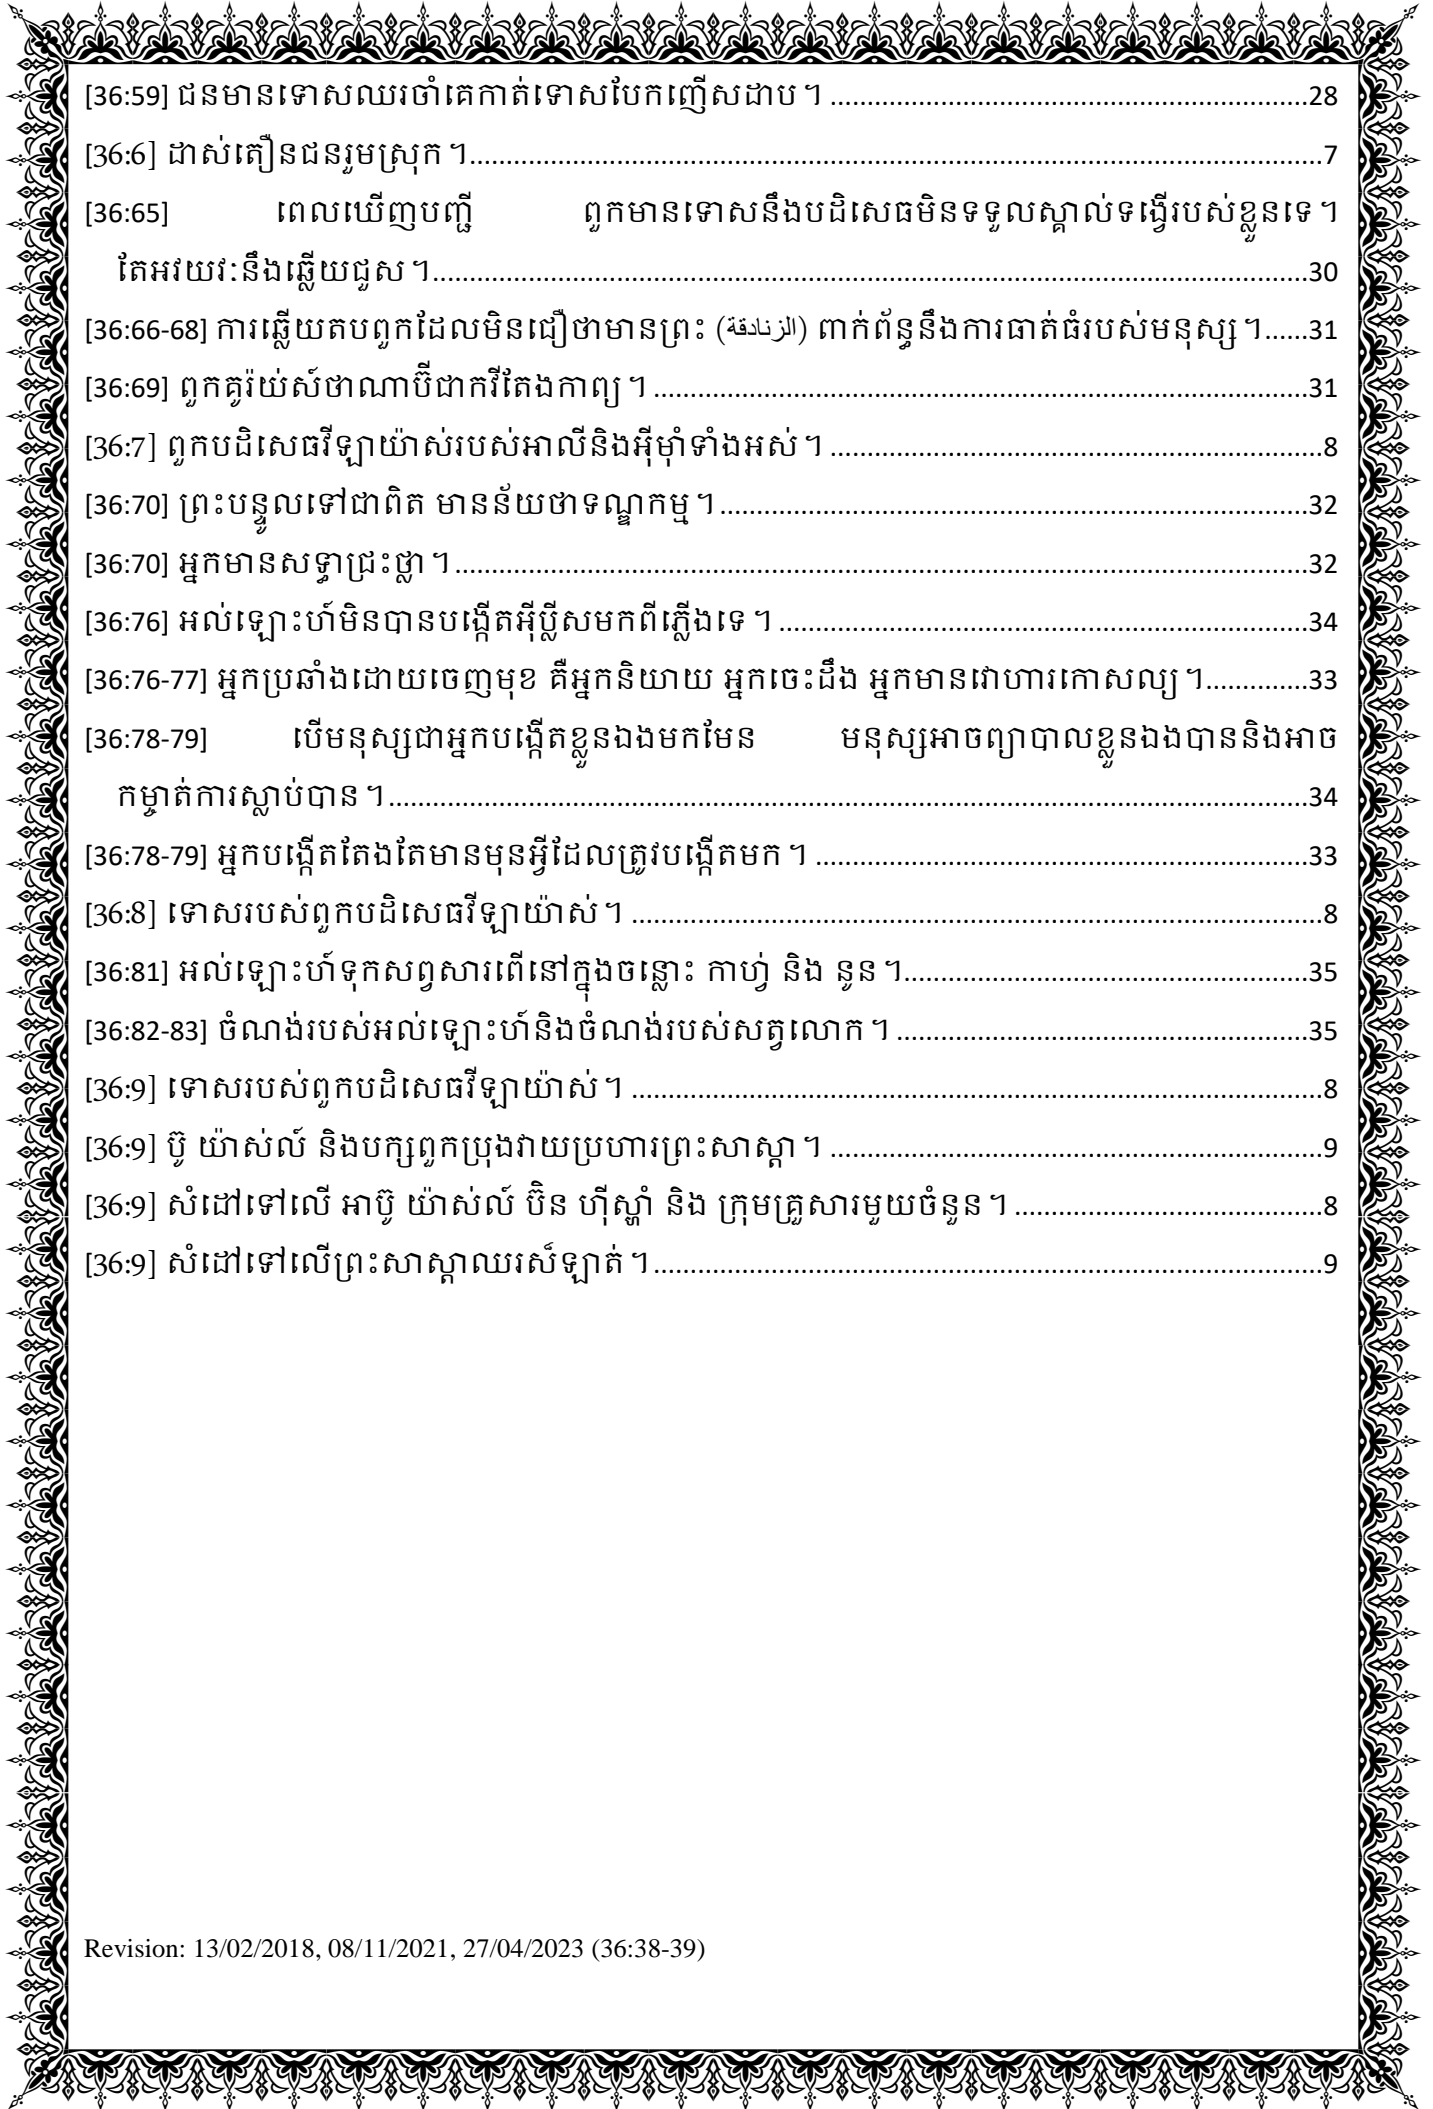 [36:59] ជនមានទោសឈរចាំគេកាត់ទោសបែកញើសដាប។ ............................................................28
[36:6] ដាស់តឿនជនរួមស្រុក។............................................................7
[36:65] ពេលឃើញបញ្ជី ពួកមានទោសនឹងបដិសេធមិនទទួលស្គាល់ទង្វើរបស់ខ្លួនទេ។
តែអវយវៈនឹងឆ្លើយជួស។............................................................30
[36:66-68] ការឆ្លើយតបពួកដែលមិនជឿថាមានព្រះ (الزنادقة) ពាក់ព័ន្ធនឹងការធាត់ធំរបស់មនុស្ស។......31
[36:69] ពួកគូរ៉យ់ស៍ថាណាប៊ីជាកវីតែងកាព្យ។ ............................................................31
[36:7] ពួកបដិសេធវីឡាយ៉ាស់របស់អាលីនិងអ៊ីម៉ាំទាំងអស់។ ............................................................8
[36:70] ព្រះបន្ទូលទៅជាពិត មានន័យថាទណ្ឌកម្ម។............................................................32
[36:70] អ្នកមានសទ្ធាជ្រះថ្លា។............................................................32
[36:76] អល់ឡោះហ៍មិនបានបង្កើតអ៊ីប្លីសមកពីភ្លើងទេ។ ............................................................34
[36:76-77] អ្នកប្រឆាំងដោយចេញមុខ គឺអ្នកនិយាយ អ្នកចេះដឹង អ្នកមានវោហារកោសល្យ។............33
[36:78-79] បើមនុស្សជាអ្នកបង្កើតខ្លួនឯងមកមែន មនុស្សអាចព្យាបាលខ្លួនឯងបាននិងអាច
កម្ចាត់ការស្លាប់បាន។............................................................34
[36:78-79] អ្នកបង្កើតតែងតែមានមុនអ្វីដែលត្រូវបង្កើតមក។ ............................................................33
[36:8] ទោសរបស់ពួកបដិសេធវីឡាយ៉ាស់។ ............................................................8
[36:81] អល់ឡោះហ៍ទុកសព្វសារពើនៅក្នុងចន្លោះ កាហ្វ់ និង នូន។............................................................35
[36:82-83] ចំណង់របស់អល់ឡោះហ៍និងចំណង់របស់សត្វលោក។ ............................................................35
[36:9] ទោសរបស់ពួកបដិសេធវីឡាយ៉ាស់។ ............................................................8
[36:9] ប៊ូ យ៉ាស់ល៍ និងបក្សពួកប្រុងវាយប្រហារព្រះសាស្តា។ ............................................................9
[36:9] សំដៅទៅលើ អាប៊ូ យ៉ាស់ល៍ ប៊ិន ហ៊ីស្ហាំ និង ក្រុមគ្រួសារមួយចំនួន។ ........................................8
[36:9] សំដៅទៅលើព្រះសាស្តាឈរស៏ឡាត់។............................................................9
Revision: 13/02/2018, 08/11/2021, 27/04/2023 (36:38-39)